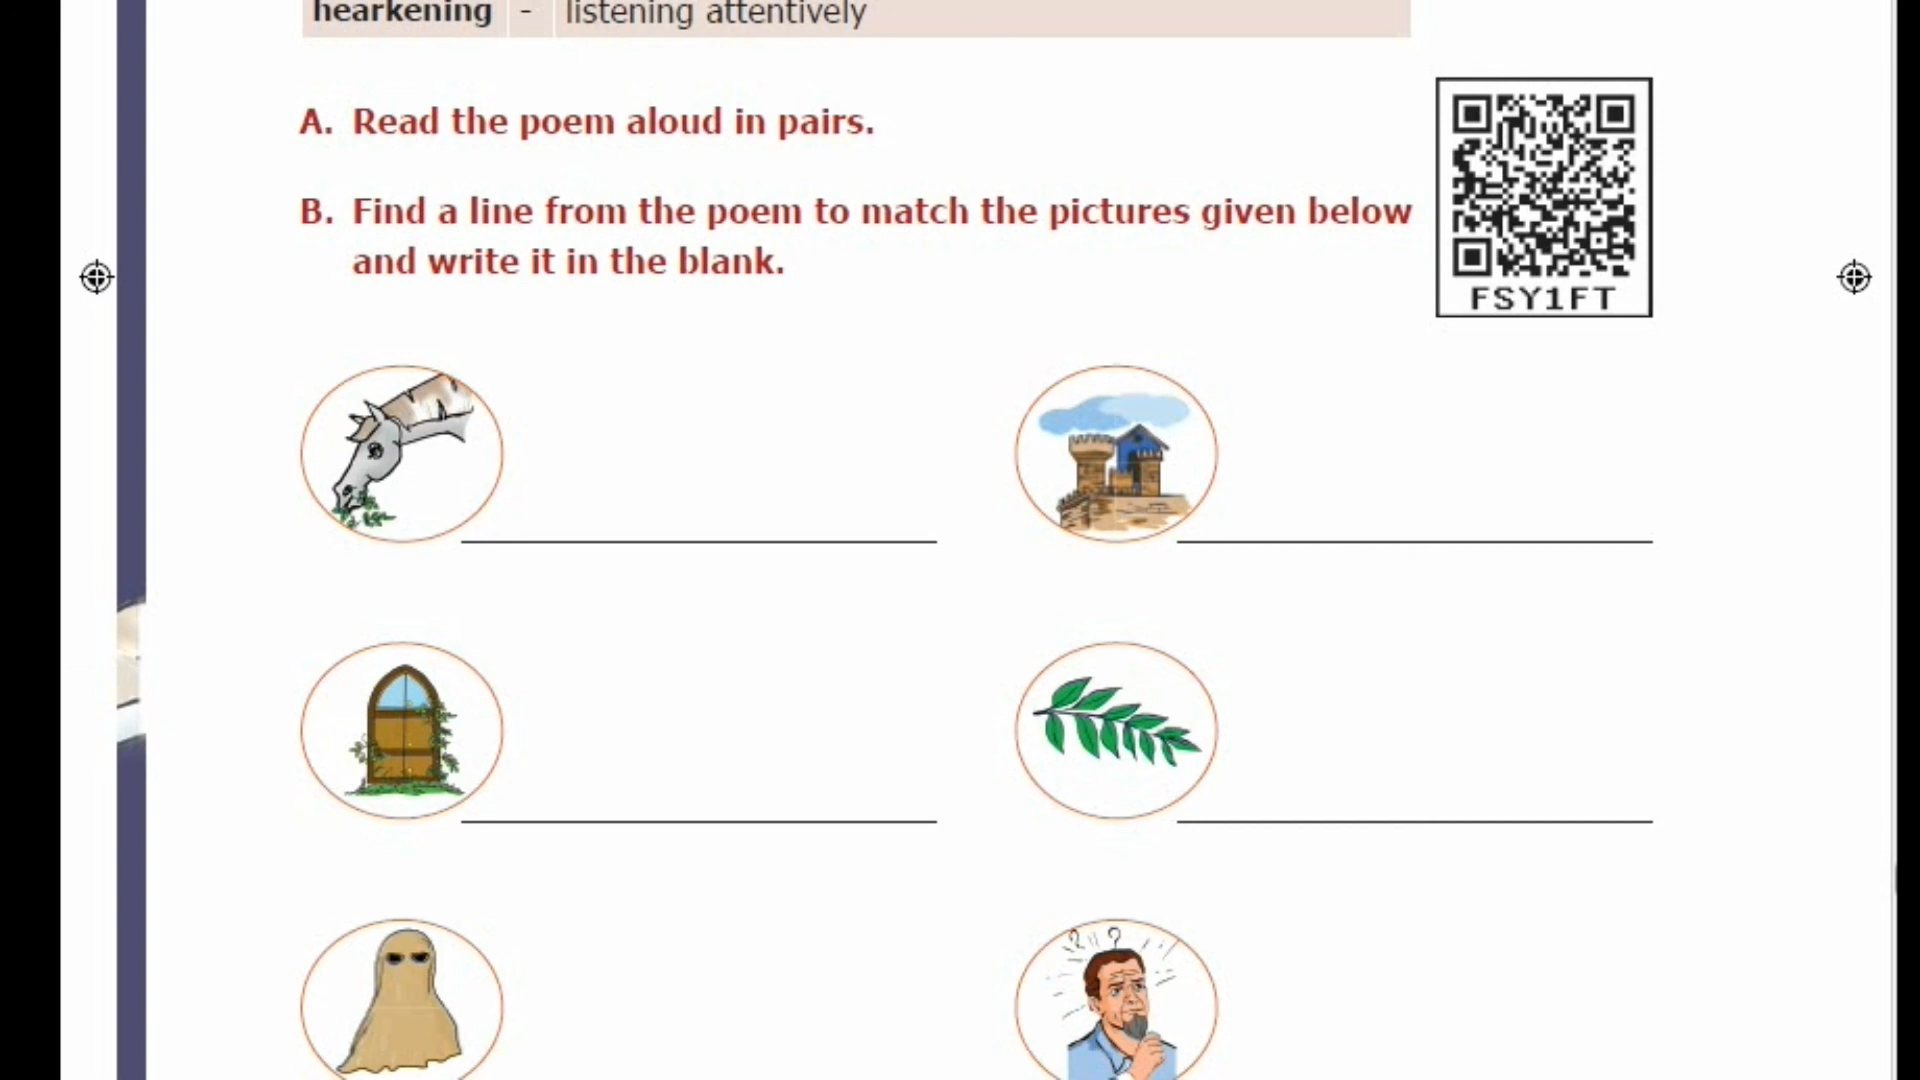 hearkening - listening attentively
A. Read the poem aloud in pairs.
B. Find a line from the poem to match the pictures given below
and write it in the blank.
FSY1FT
? ?